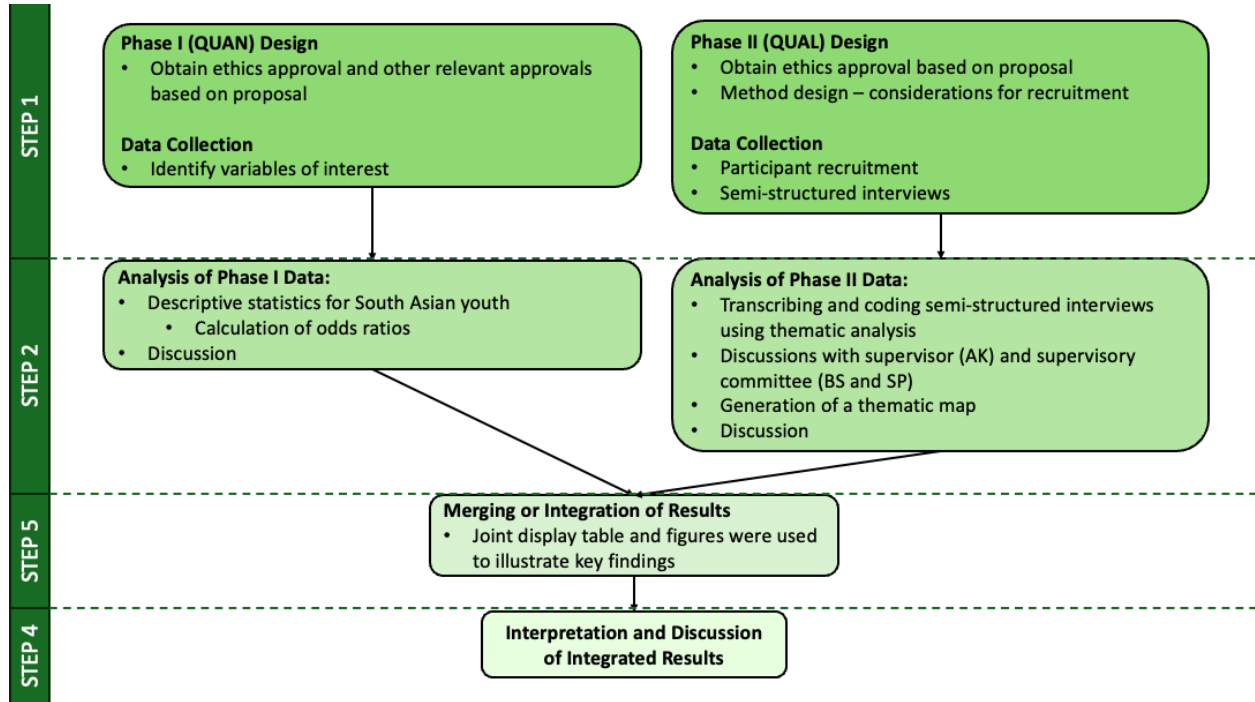 STEP 1
Phase I (QUAN) Design
• Obtain ethics approval and other relevant approvals
based on proposal
Data Collection
• Identify variables of interest
Phase II (QUAL) Design
• Obtain ethics approval based on proposal
• Method design – considerations for recruitment
Data Collection
• Participant recruitment
• Semi-structured interviews
STEP 2
Analysis of Phase I Data:
• Descriptive statistics for South Asian youth
• Calculation of odds ratios
• Discussion
Analysis of Phase II Data:
• Transcribing and coding semi-structured interviews
using thematic analysis
• Discussions with supervisor (AK) and supervisory
committee (BS and SP)
• Generation of a thematic map
• Discussion
STEP 5
Merging or Integration of Results
• Joint display table and figures were used
to illustrate key findings
STEP 4
Interpretation and Discussion
of Integrated Results